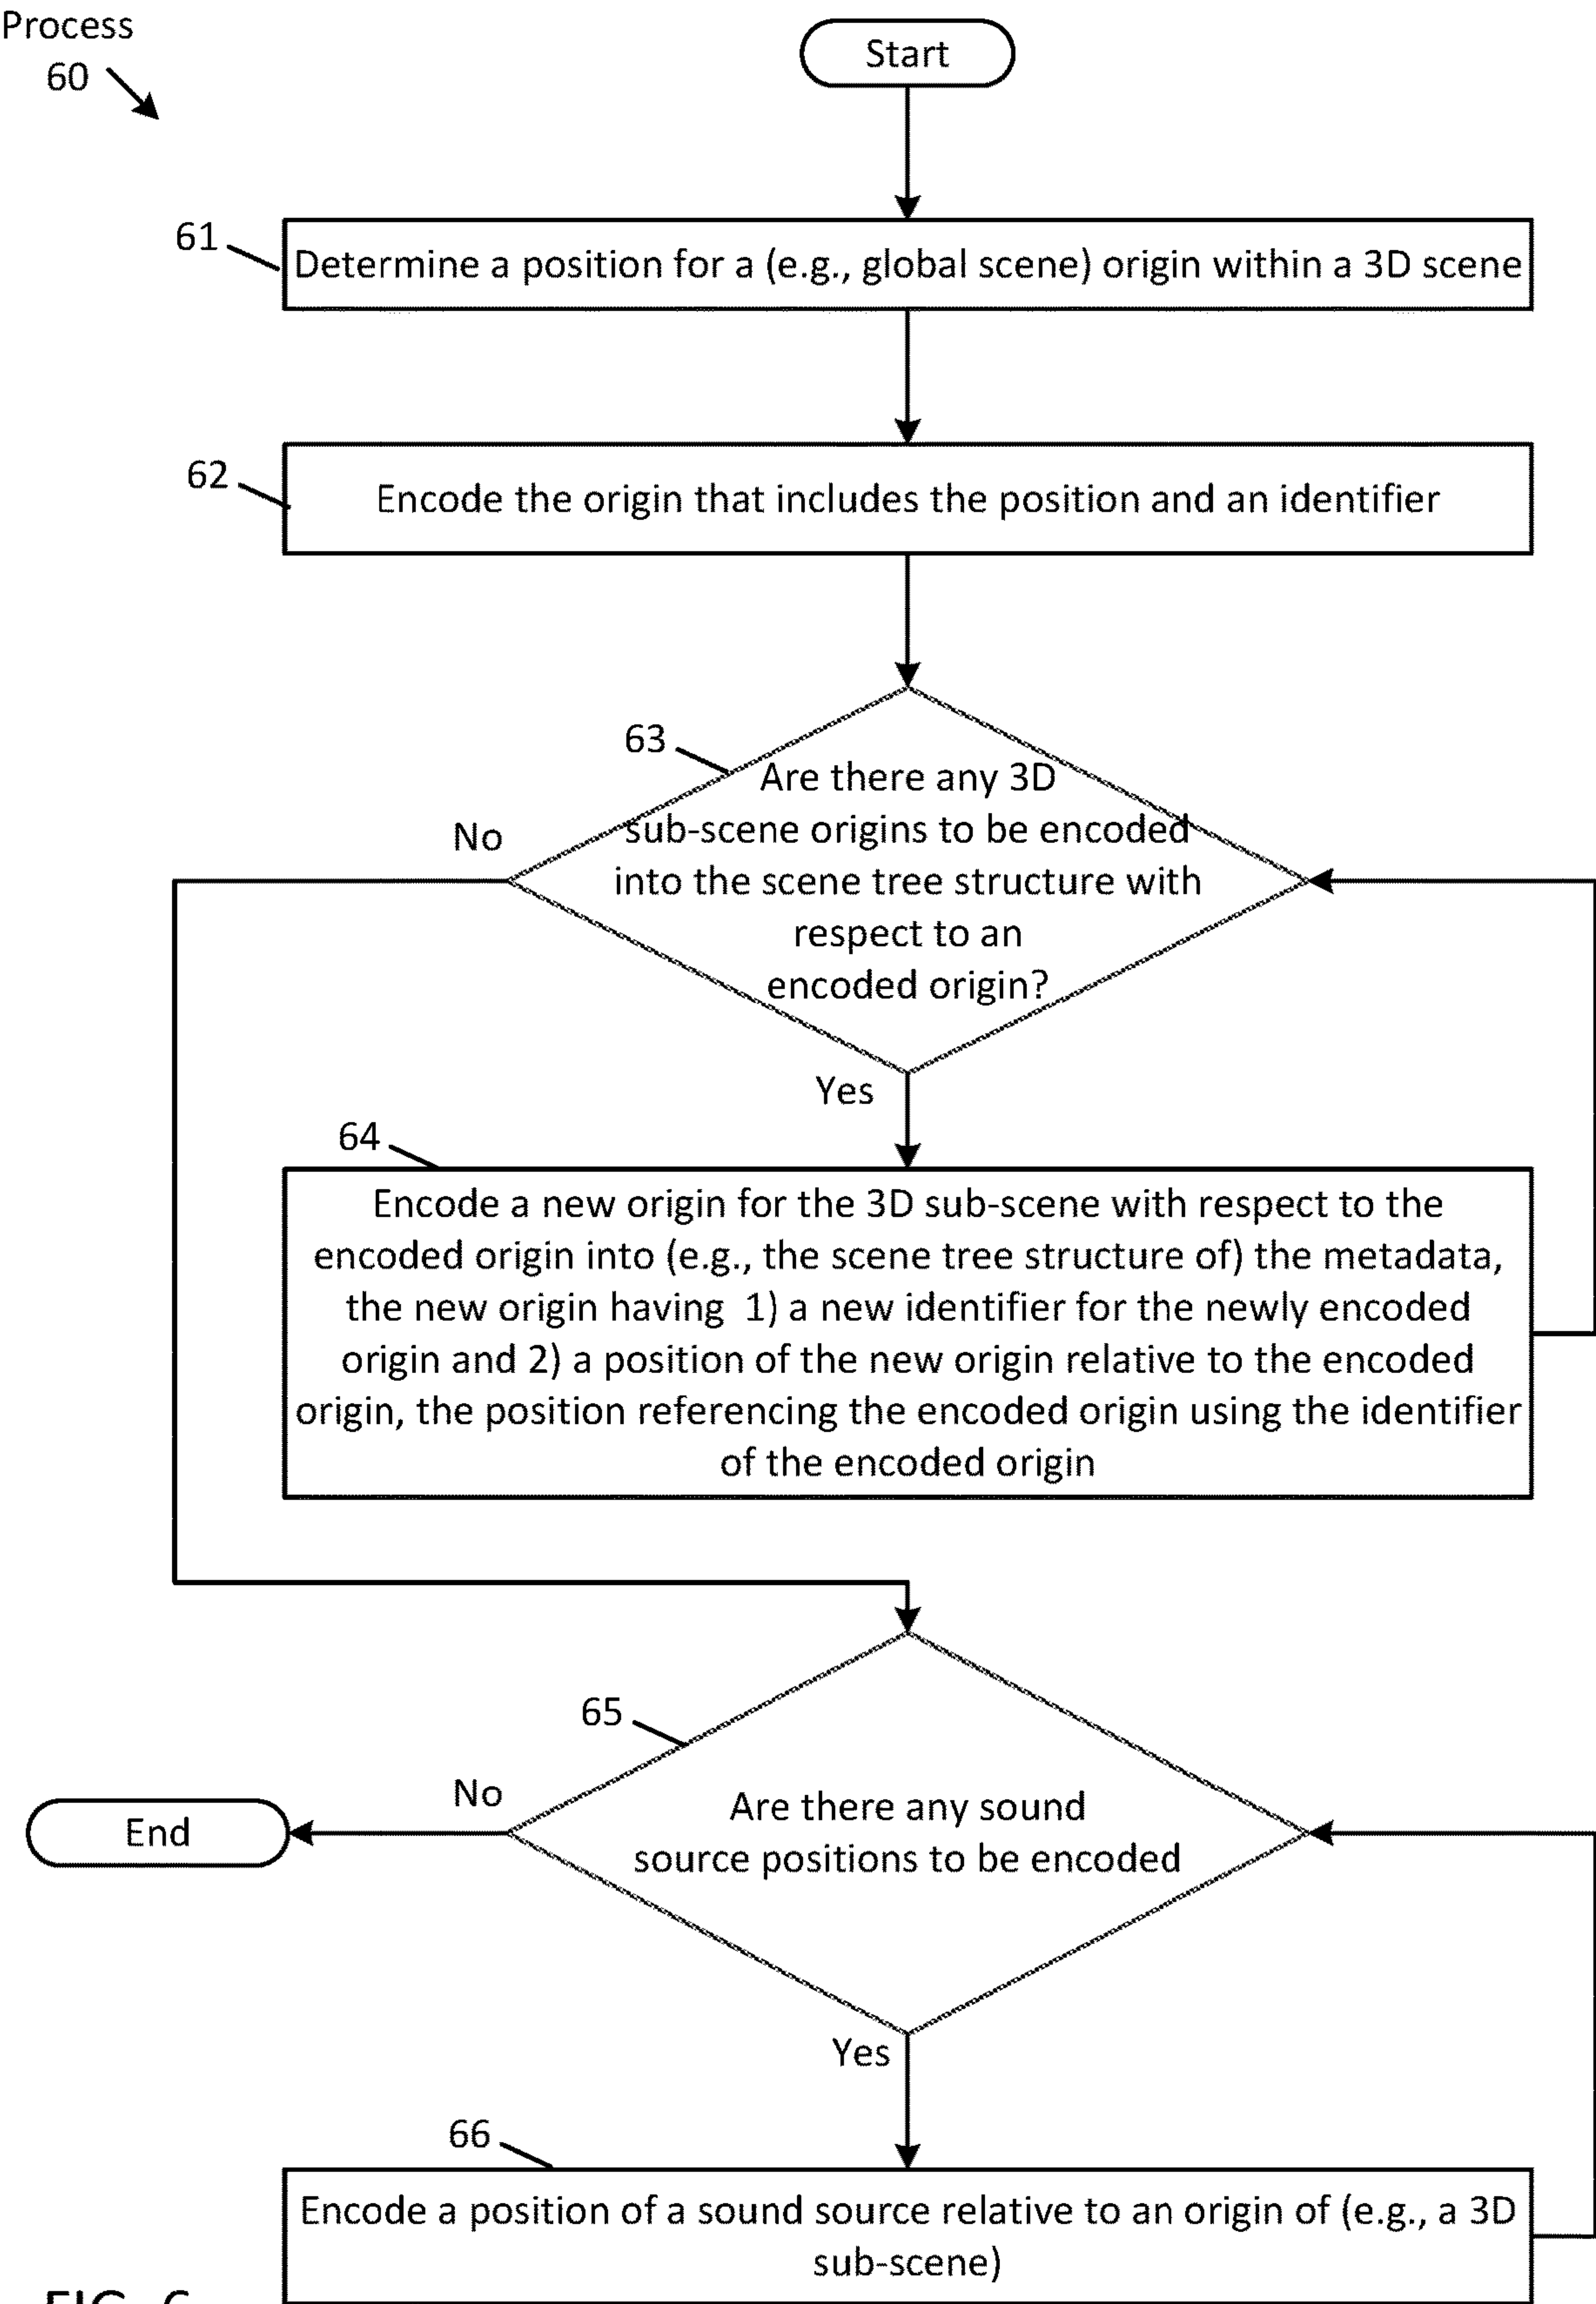 Process
60
Start
61
Determine a position for a (e.g., global scene) origin within a 3D scene
62
Encode the origin that includes the position and an identifier
63
Are there any 3D
sub-scene origins to be encoded
into the scene tree structure with
respect to an
encoded origin?
No
Yes
64
Encode a new origin for the 3D sub-scene with respect to the
encoded origin into (e.g., the scene tree structure of) the metadata,
the new origin having 1) a new identifier for the newly encoded
origin and 2) a position of the new origin relative to the encoded
origin, the position referencing the encoded origin using the identifier
of the encoded origin
65
No
Are there any sound
source positions to be encoded
End
Yes
66
Encode a position of a sound source relative to an origin of (e.g., a 3D
sub-scene)
FIG. 6